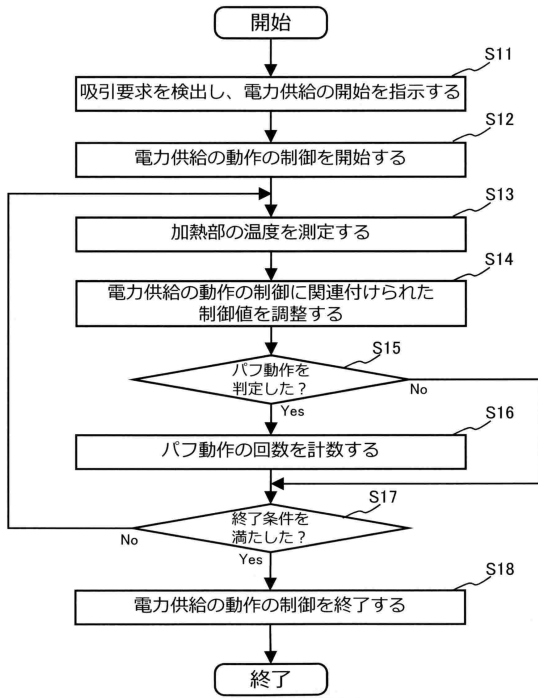 開始
S11
吸引要求を検出し、電力供給の開始を指示する
S12
電力供給の動作の制御を開始する
S13
加熱部の温度を測定する
S14
電力供給の動作の制御に関連付けられた
制御値を調整する
S15
パフ動作を
判定した？
No
Yes
S16
パフ動作の回数を計数する
S17
終了条件を
満たした？
No
Yes
S18
電力供給の動作の制御を終了する
終了